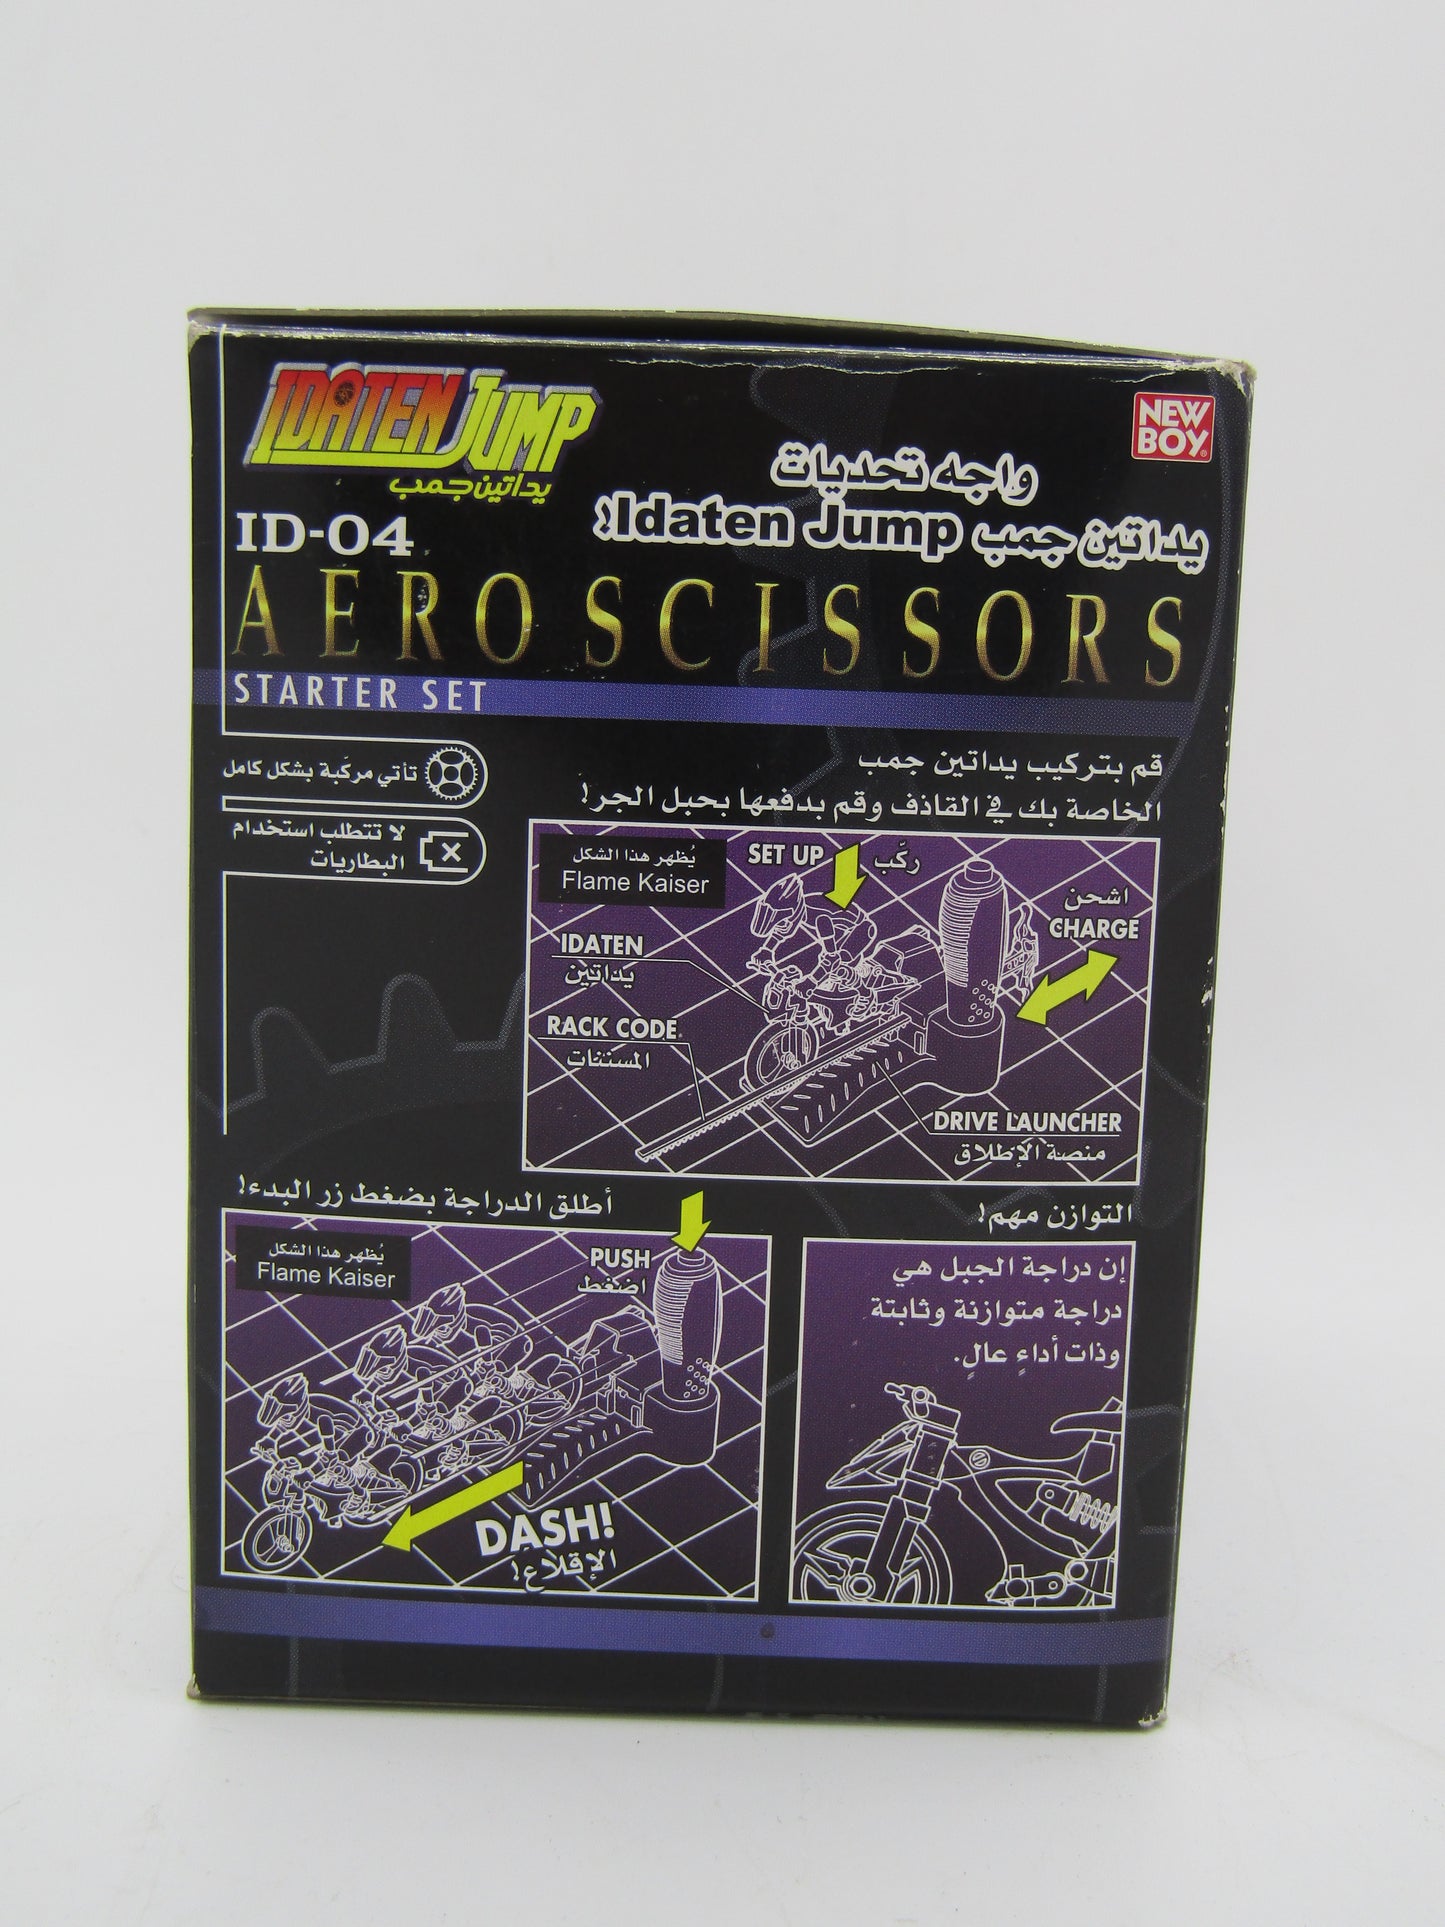 IDATEN JUMP
يداتين جمب
NEW
BOY
واجه تحديات
يداتين جمب Idaten Jump!
ID-04
AERO SCISSORS
STARTER SET
تأتي مركّبة بشكل كامل
لا تتطلب استخدام
البطاريات
قم بتركيب يداتين جمب
الخاصة بك في القاذف وقم بدفعها بحبل الجر!
يُظهر هذا الشكل
Flame Kaiser
SET UP
ركّب
اشحن
CHARGE
IDATEN
يداتين
RACK CODE
المسننات
DRIVE LAUNCHER
منصة الإطلاق
أطلق الدراجة بضغط زر البدء!
يُظهر هذا الشكل
Flame Kaiser
PUSH
اضغط
DASH!
الإقلاع!
التوازن مهم!
إن دراجة الجبل هي
دراجة متوازنة وثابتة
وذات أداءٍ عالٍ.